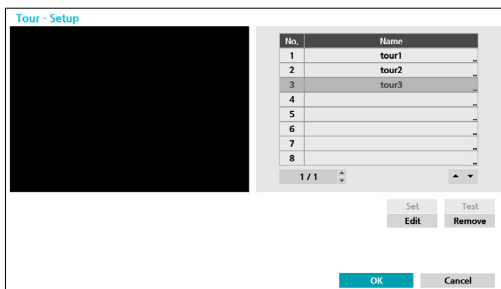 Tour - Setup
No. Name
1 tour1 ...
2 tour2 ...
3 tour3 ...
4 ...
5 ...
6 ...
7 ...
8 ...
1 / 1
Set Test
Edit Remove
OK Cancel